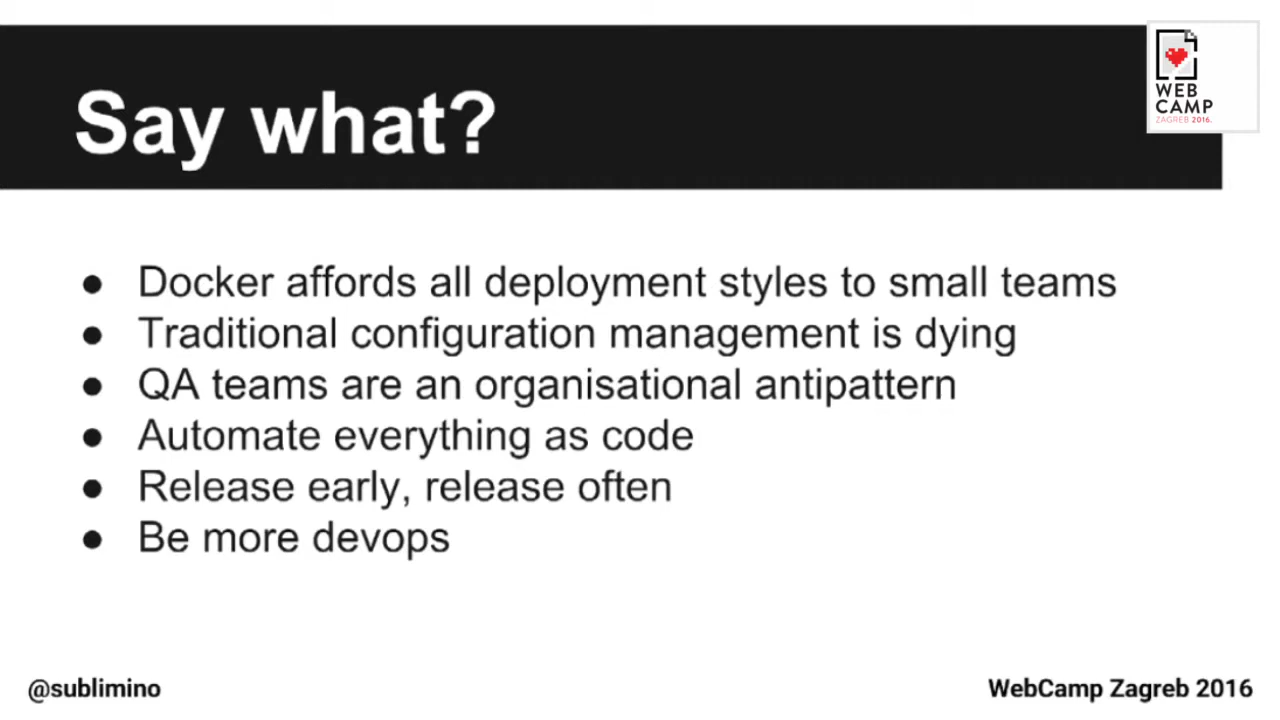 Say what?
WEB
CAMP
ZAGREB 2016.
● Docker affords all deployment styles to small teams
● Traditional configuration management is dying
● QA teams are an organisational antipattern
● Automate everything as code
● Release early, release often
● Be more devops
@sublimino
WebCamp Zagreb 2016